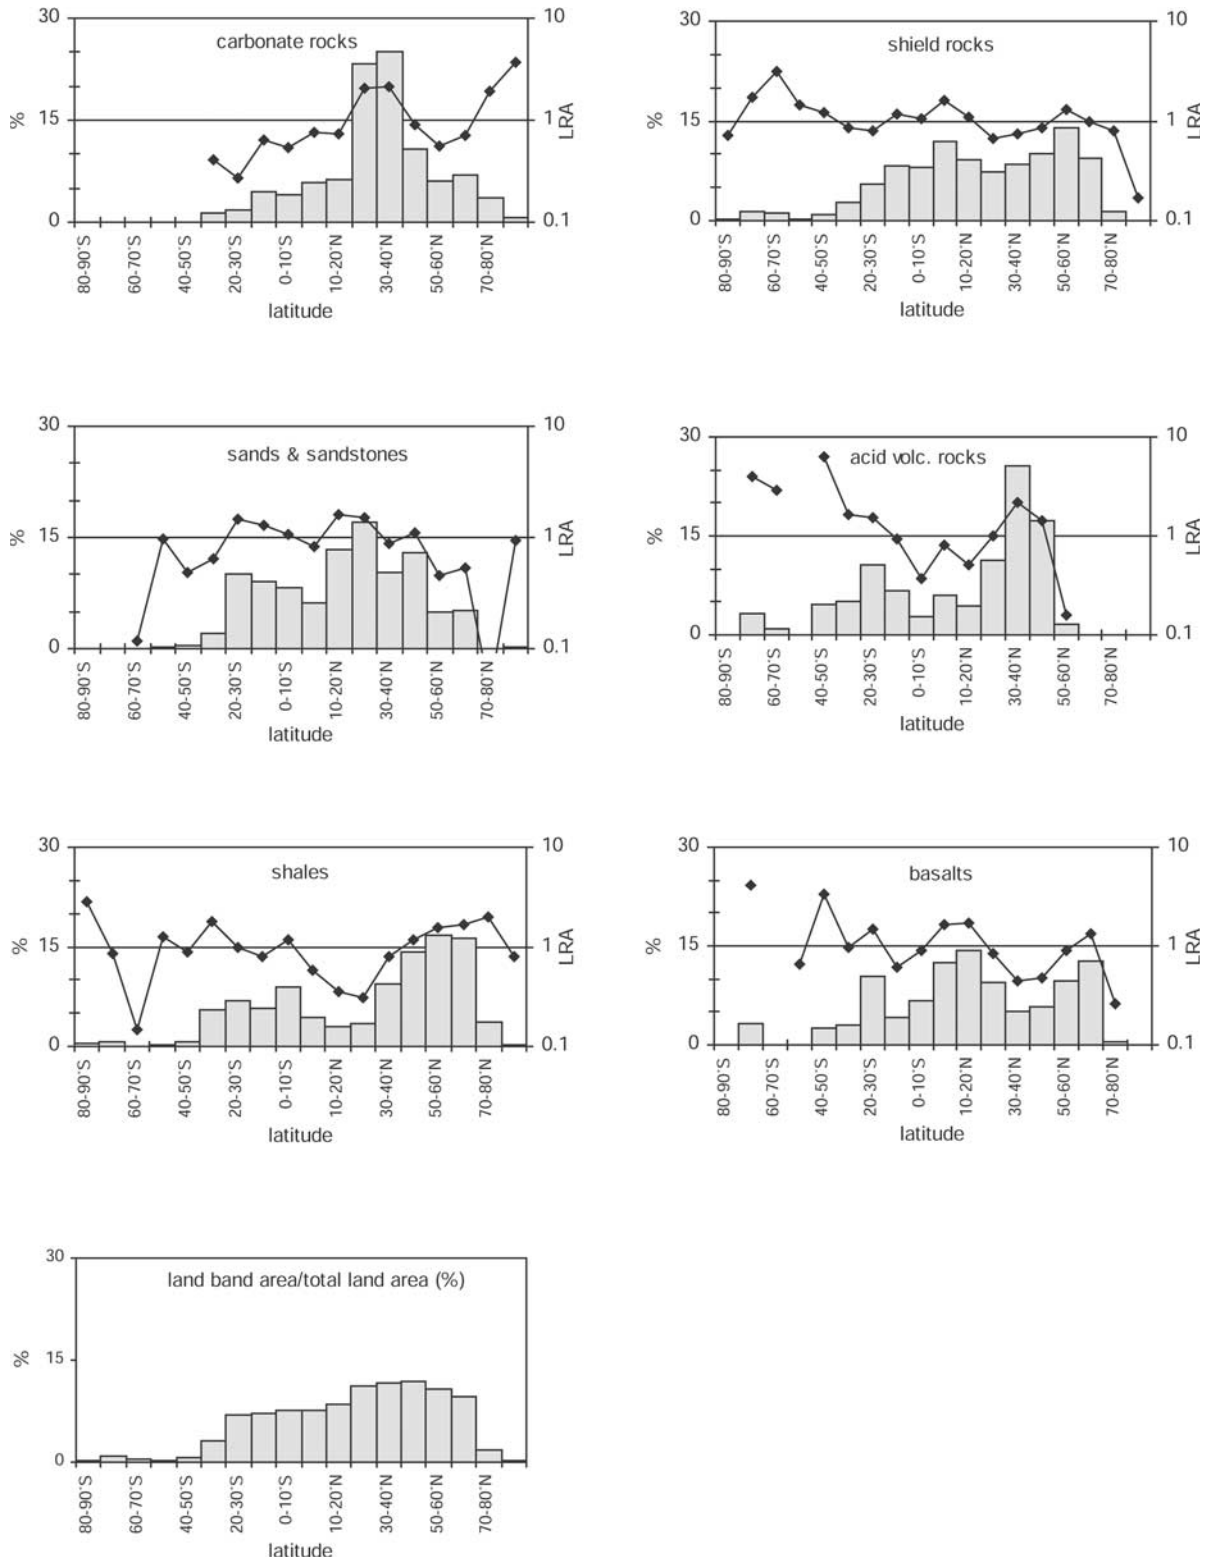 30
10
carbonate rocks
%
15
1
LRA
0
0.1
80-90°S
60-70°S
40-50°S
20-30°S
0-10°S
10-20°N
30-40°N
50-60°N
70-80°N
latitude
30
10
shield rocks
%
15
1
LRA
0
0.1
80-90°S
60-70°S
40-50°S
20-30°S
0-10°S
10-20°N
30-40°N
50-60°N
70-80°N
latitude
30
10
sands & sandstones
%
15
1
LRA
0
0.1
80-90°S
60-70°S
40-50°S
20-30°S
0-10°S
10-20°N
30-40°N
50-60°N
70-80°N
latitude
30
10
acid volc. rocks
%
15
1
LRA
0
0.1
80-90°S
60-70°S
40-50°S
20-30°S
0-10°S
10-20°N
30-40°N
50-60°N
70-80°N
latitude
30
10
shales
%
15
1
LRA
0
0.1
80-90°S
60-70°S
40-50°S
20-30°S
0-10°S
10-20°N
30-40°N
50-60°N
70-80°N
latitude
30
10
basalts
%
15
1
LRA
0
0.1
80-90°S
60-70°S
40-50°S
20-30°S
0-10°S
10-20°N
30-40°N
50-60°N
70-80°N
latitude
30
land band area/total land area (%)
%
15
0
80-90°S
60-70°S
40-50°S
20-30°S
0-10°S
10-20°N
30-40°N
50-60°N
70-80°N
latitude